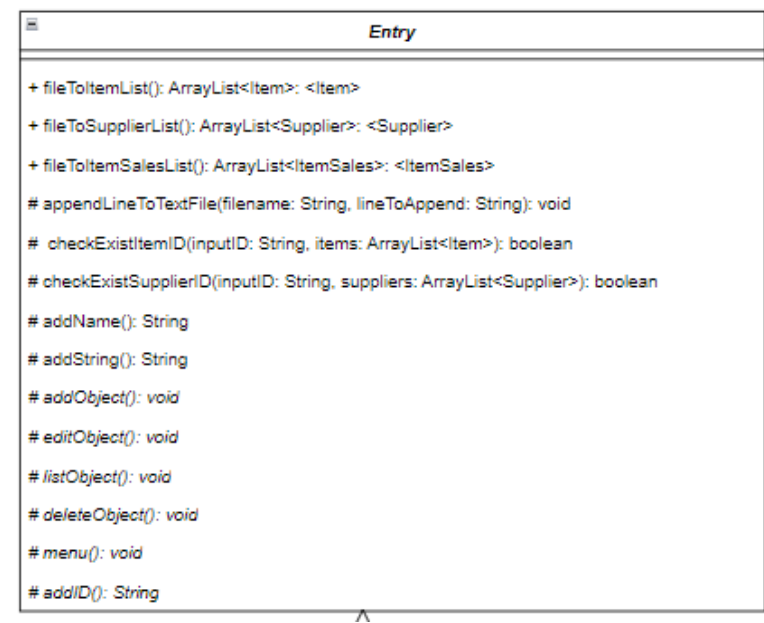 Entry
+ fileToItemList(): ArrayList<Item>: <Item>
+ fileToSupplierList(): ArrayList<Supplier>: <Supplier>
+ fileToItemSalesList(): ArrayList<ItemSales>: <ItemSales>
# appendLineToTextFile(filename: String, lineToAppend: String): void
# checkExistItemID(inputID: String, items: ArrayList<Item>): boolean
# checkExistSupplierID(inputID: String, suppliers: ArrayList<Supplier>): boolean
# addName(): String
# addString(): String
# addObject(): void
# editObject(): void
# listObject(): void
# deleteObject(): void
# menu(): void
# addID(): String